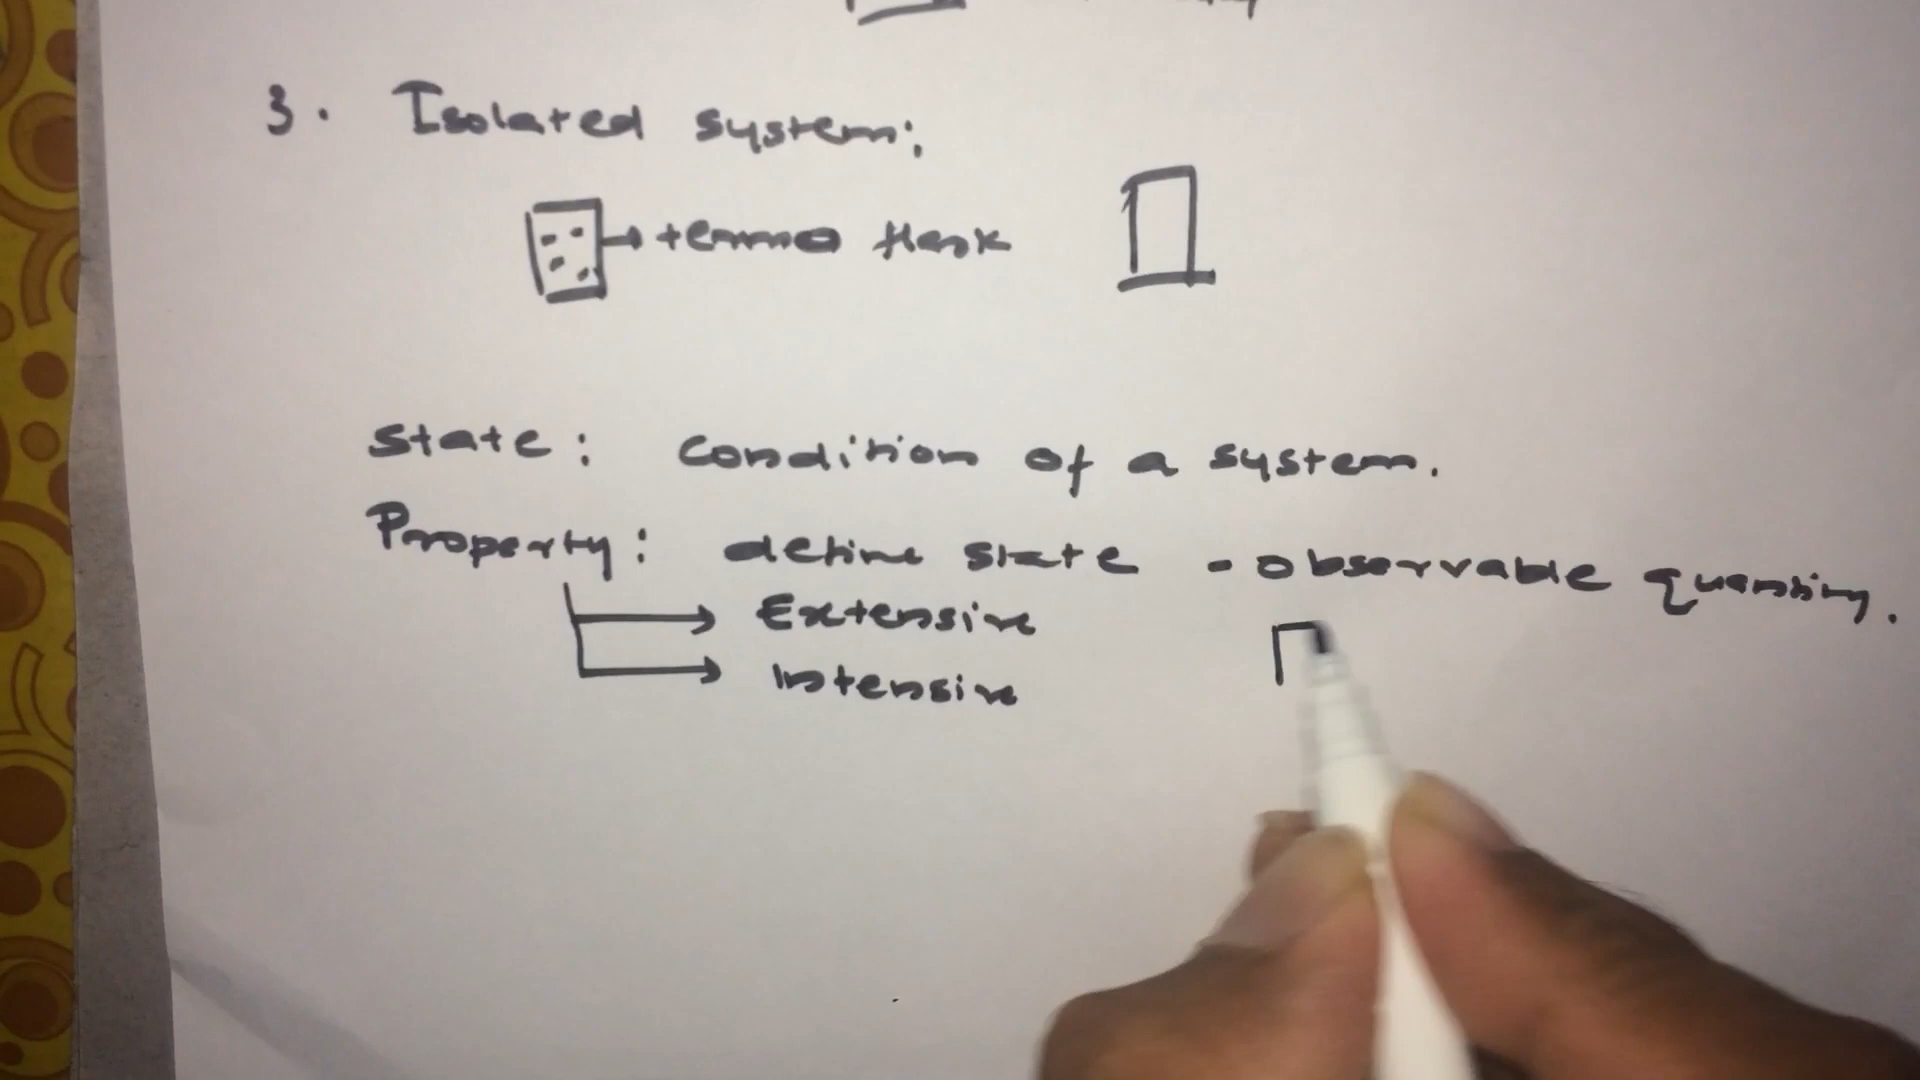 3. Isolated system:
termo flask
State: Condition of a system.
Property: define state - observable quantity.
Extensive
Intensive